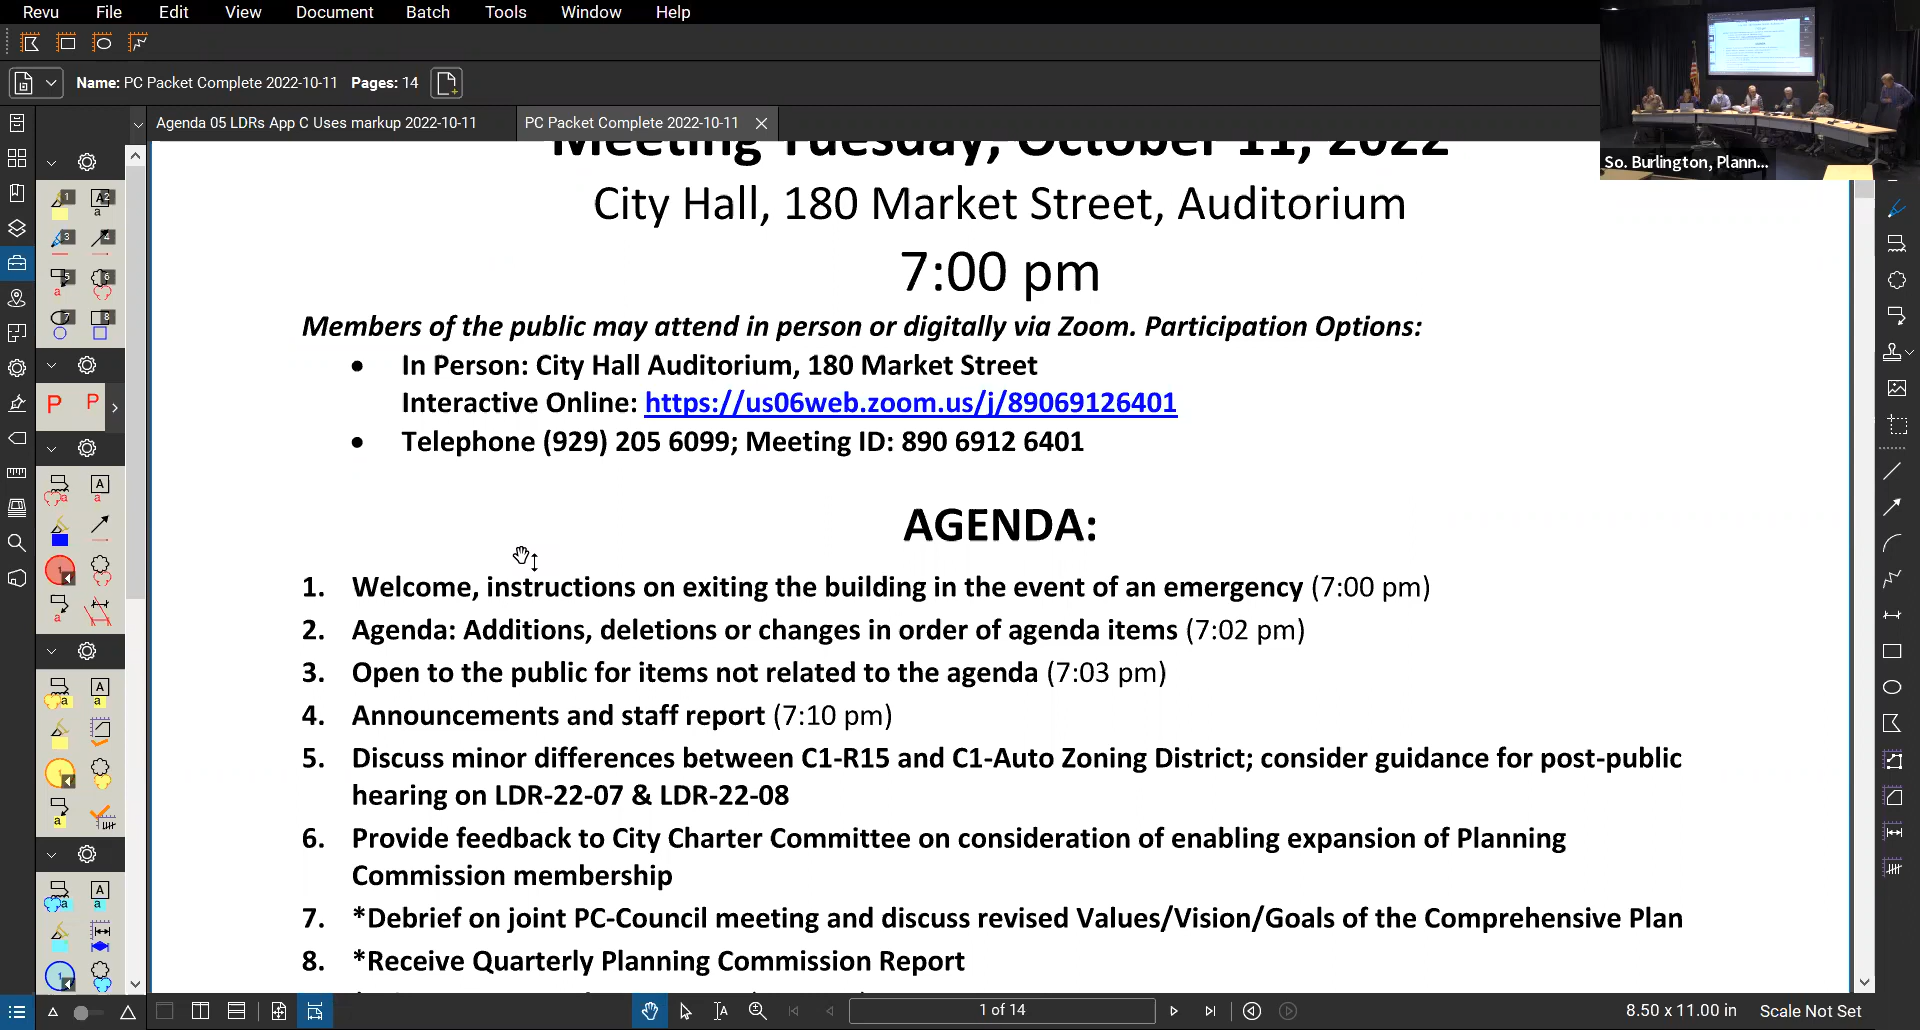 Revu File Edit View Document Batch Tools Window Help
Name: PC Packet Complete 2022-10-11 Pages: 14
Agenda 05 LDRs App C Uses markup 2022-10-11
PC Packet Complete 2022-10-11
So. Burlington, Plann...
Meeting Tuesday, October 11, 2022
City Hall, 180 Market Street, Auditorium
7:00 pm
Members of the public may attend in person or digitally via Zoom. Participation Options:
• In Person: City Hall Auditorium, 180 Market Street
Interactive Online: https://us06web.zoom.us/j/89069126401
• Telephone (929) 205 6099; Meeting ID: 890 6912 6401
AGENDA:
1. Welcome, instructions on exiting the building in the event of an emergency (7:00 pm)
2. Agenda: Additions, deletions or changes in order of agenda items (7:02 pm)
3. Open to the public for items not related to the agenda (7:03 pm)
4. Announcements and staff report (7:10 pm)
5. Discuss minor differences between C1-R15 and C1-Auto Zoning District; consider guidance for post-public
hearing on LDR-22-07 & LDR-22-08
6. Provide feedback to City Charter Committee on consideration of enabling expansion of Planning
Commission membership
7. *Debrief on joint PC-Council meeting and discuss revised Values/Vision/Goals of the Comprehensive Plan
8. *Receive Quarterly Planning Commission Report
1 of 14
8.50 x 11.00 in Scale Not Set